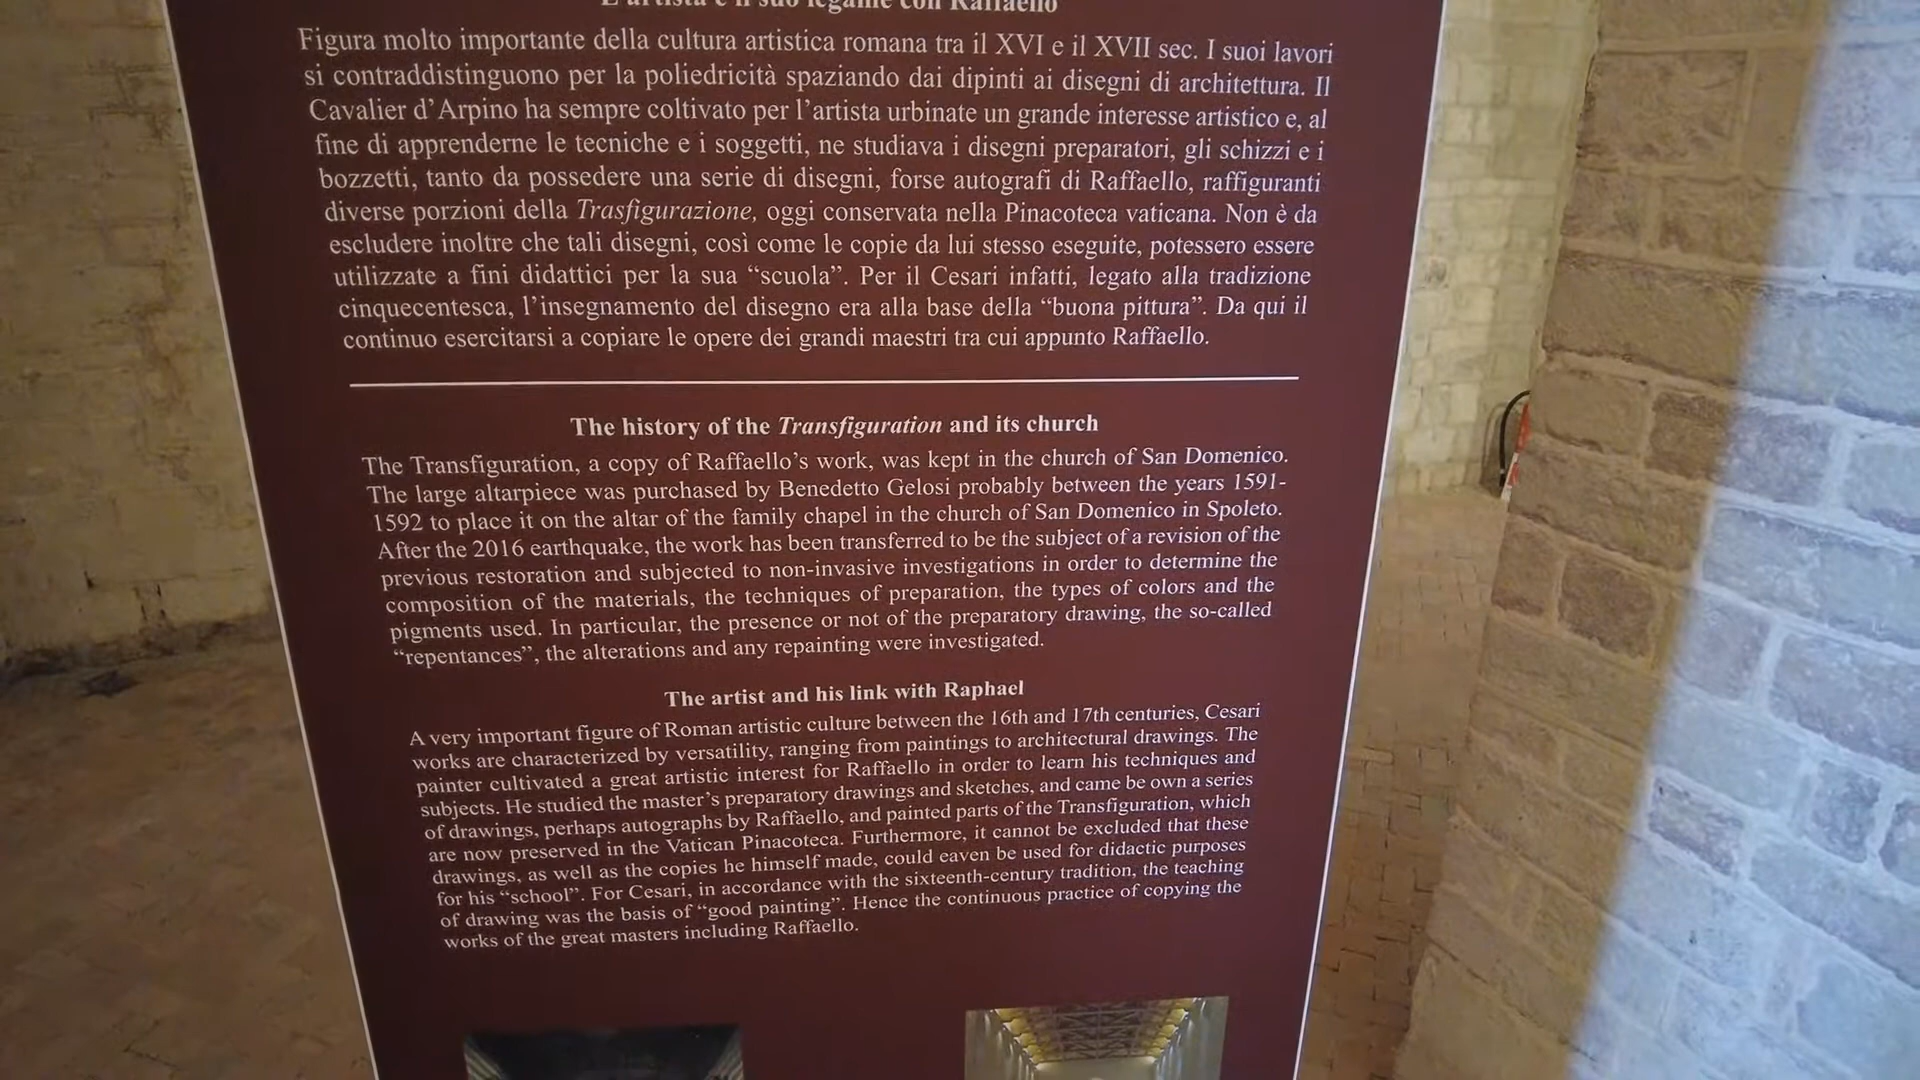 L'artista e il suo legame con Raffaello
Figura molto importante della cultura artistica romana tra il XVI e il XVII sec. I suoi lavori
si contraddistinguono per la poliedricità spaziando dai dipinti ai disegni di architettura. Il
Cavalier d'Arpino ha sempre coltivato per l'artista urbinate un grande interesse artistico e, al
fine di apprenderne le tecniche e i soggetti, ne studiava i disegni preparatori, gli schizzi e i
bozzetti, tanto da possedere una serie di disegni, forse autografi di Raffaello, raffiguranti
diverse porzioni della Trasfigurazione, oggi conservata nella Pinacoteca vaticana. Non è da
escludere inoltre che tali disegni, così come le copie da lui stesso eseguite, potessero essere
utilizzate a fini didattici per la sua “scuola”. Per il Cesari infatti, legato alla tradizione
cinquecentesca, l'insegnamento del disegno era alla base della “buona pittura”. Da qui il
continuo esercitarsi a copiare le opere dei grandi maestri tra cui appunto Raffaello.
The history of the Transfiguration and its church
The Transfiguration, a copy of Raffaello's work, was kept in the church of San Domenico.
The large altarpiece was purchased by Benedetto Gelosi probably between the years 1591-
1592 to place it on the altar of the family chapel in the church of San Domenico in Spoleto.
After the 2016 earthquake, the work has been transferred to be the subject of a revision of the
previous restoration and subjected to non-invasive investigations in order to determine the
composition of the materials, the techniques of preparation, the types of colors and the
pigments used. In particular, the presence or not of the preparatory drawing, the so-called
“repentances”, the alterations and any repainting were investigated.
The artist and his link with Raphael
A very important figure of Roman artistic culture between the 16th and 17th centuries, Cesari
works are characterized by versatility, ranging from paintings to architectural drawings. The
painter cultivated a great artistic interest for Raffaello in order to learn his techniques and
subjects. He studied the master's preparatory drawings and sketches, and came be own a series
of drawings, perhaps autographs by Raffaello, and painted parts of the Transfiguration, which
are now preserved in the Vatican Pinacoteca. Furthermore, it cannot be excluded that these
drawings, as well as the copies he himself made, could eaven be used for didactic purposes
for his “school”. For Cesari, in accordance with the sixteenth-century tradition, the teaching
of drawing was the basis of “good painting”. Hence the continuous practice of copying the
works of the great masters including Raffaello.